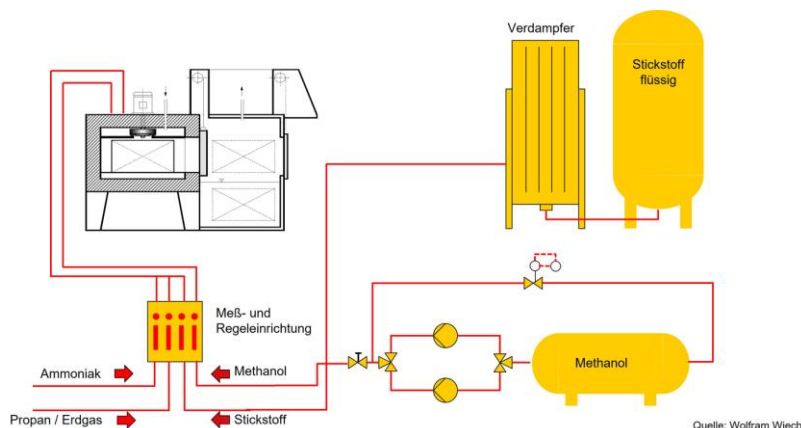 Verdampfer
Stickstoff
flüssig
Meß- und
Regeleinrichtung
Ammoniak
Methanol
Methanol
Propan / Erdgas
Stickstoff
Quelle: Wolfram Wiech